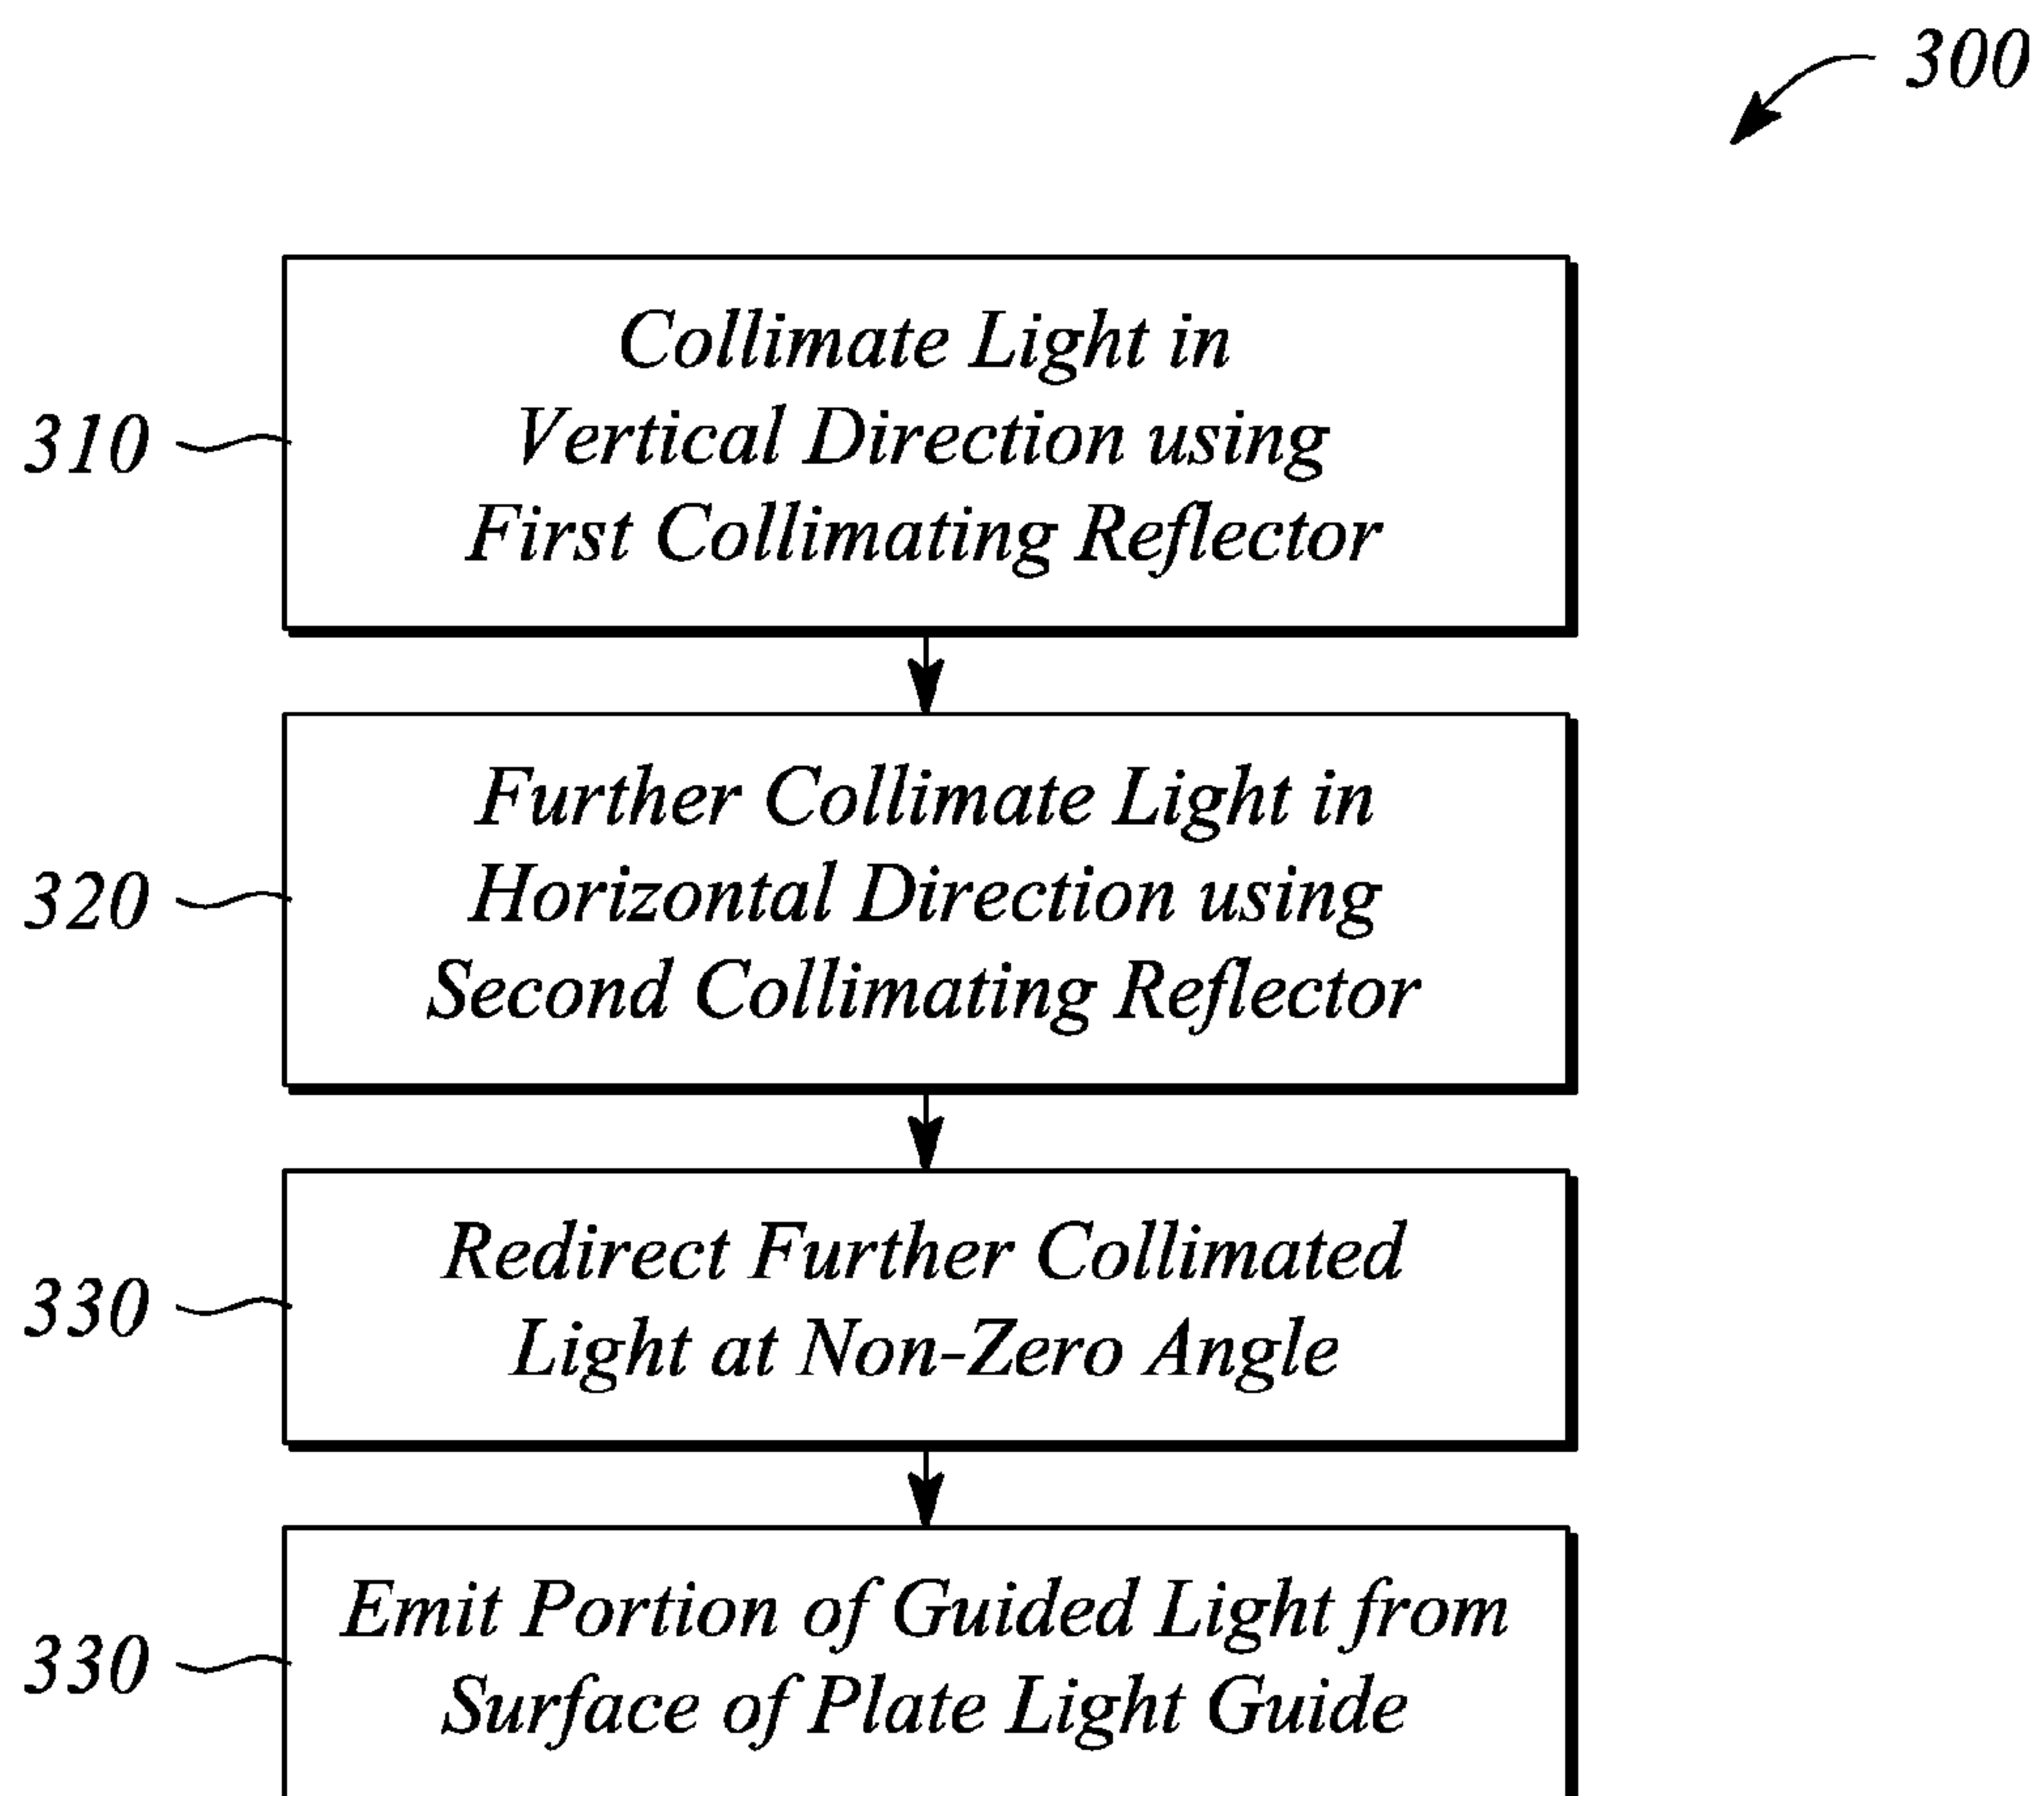 300
310
Collimate Light in
Vertical Direction using
First Collimating Reflector
320
Further Collimate Light in
Horizontal Direction using
Second Collimating Reflector
330
Redirect Further Collimated
Light at Non-Zero Angle
330
Emit Portion of Guided Light from
Surface of Plate Light Guide